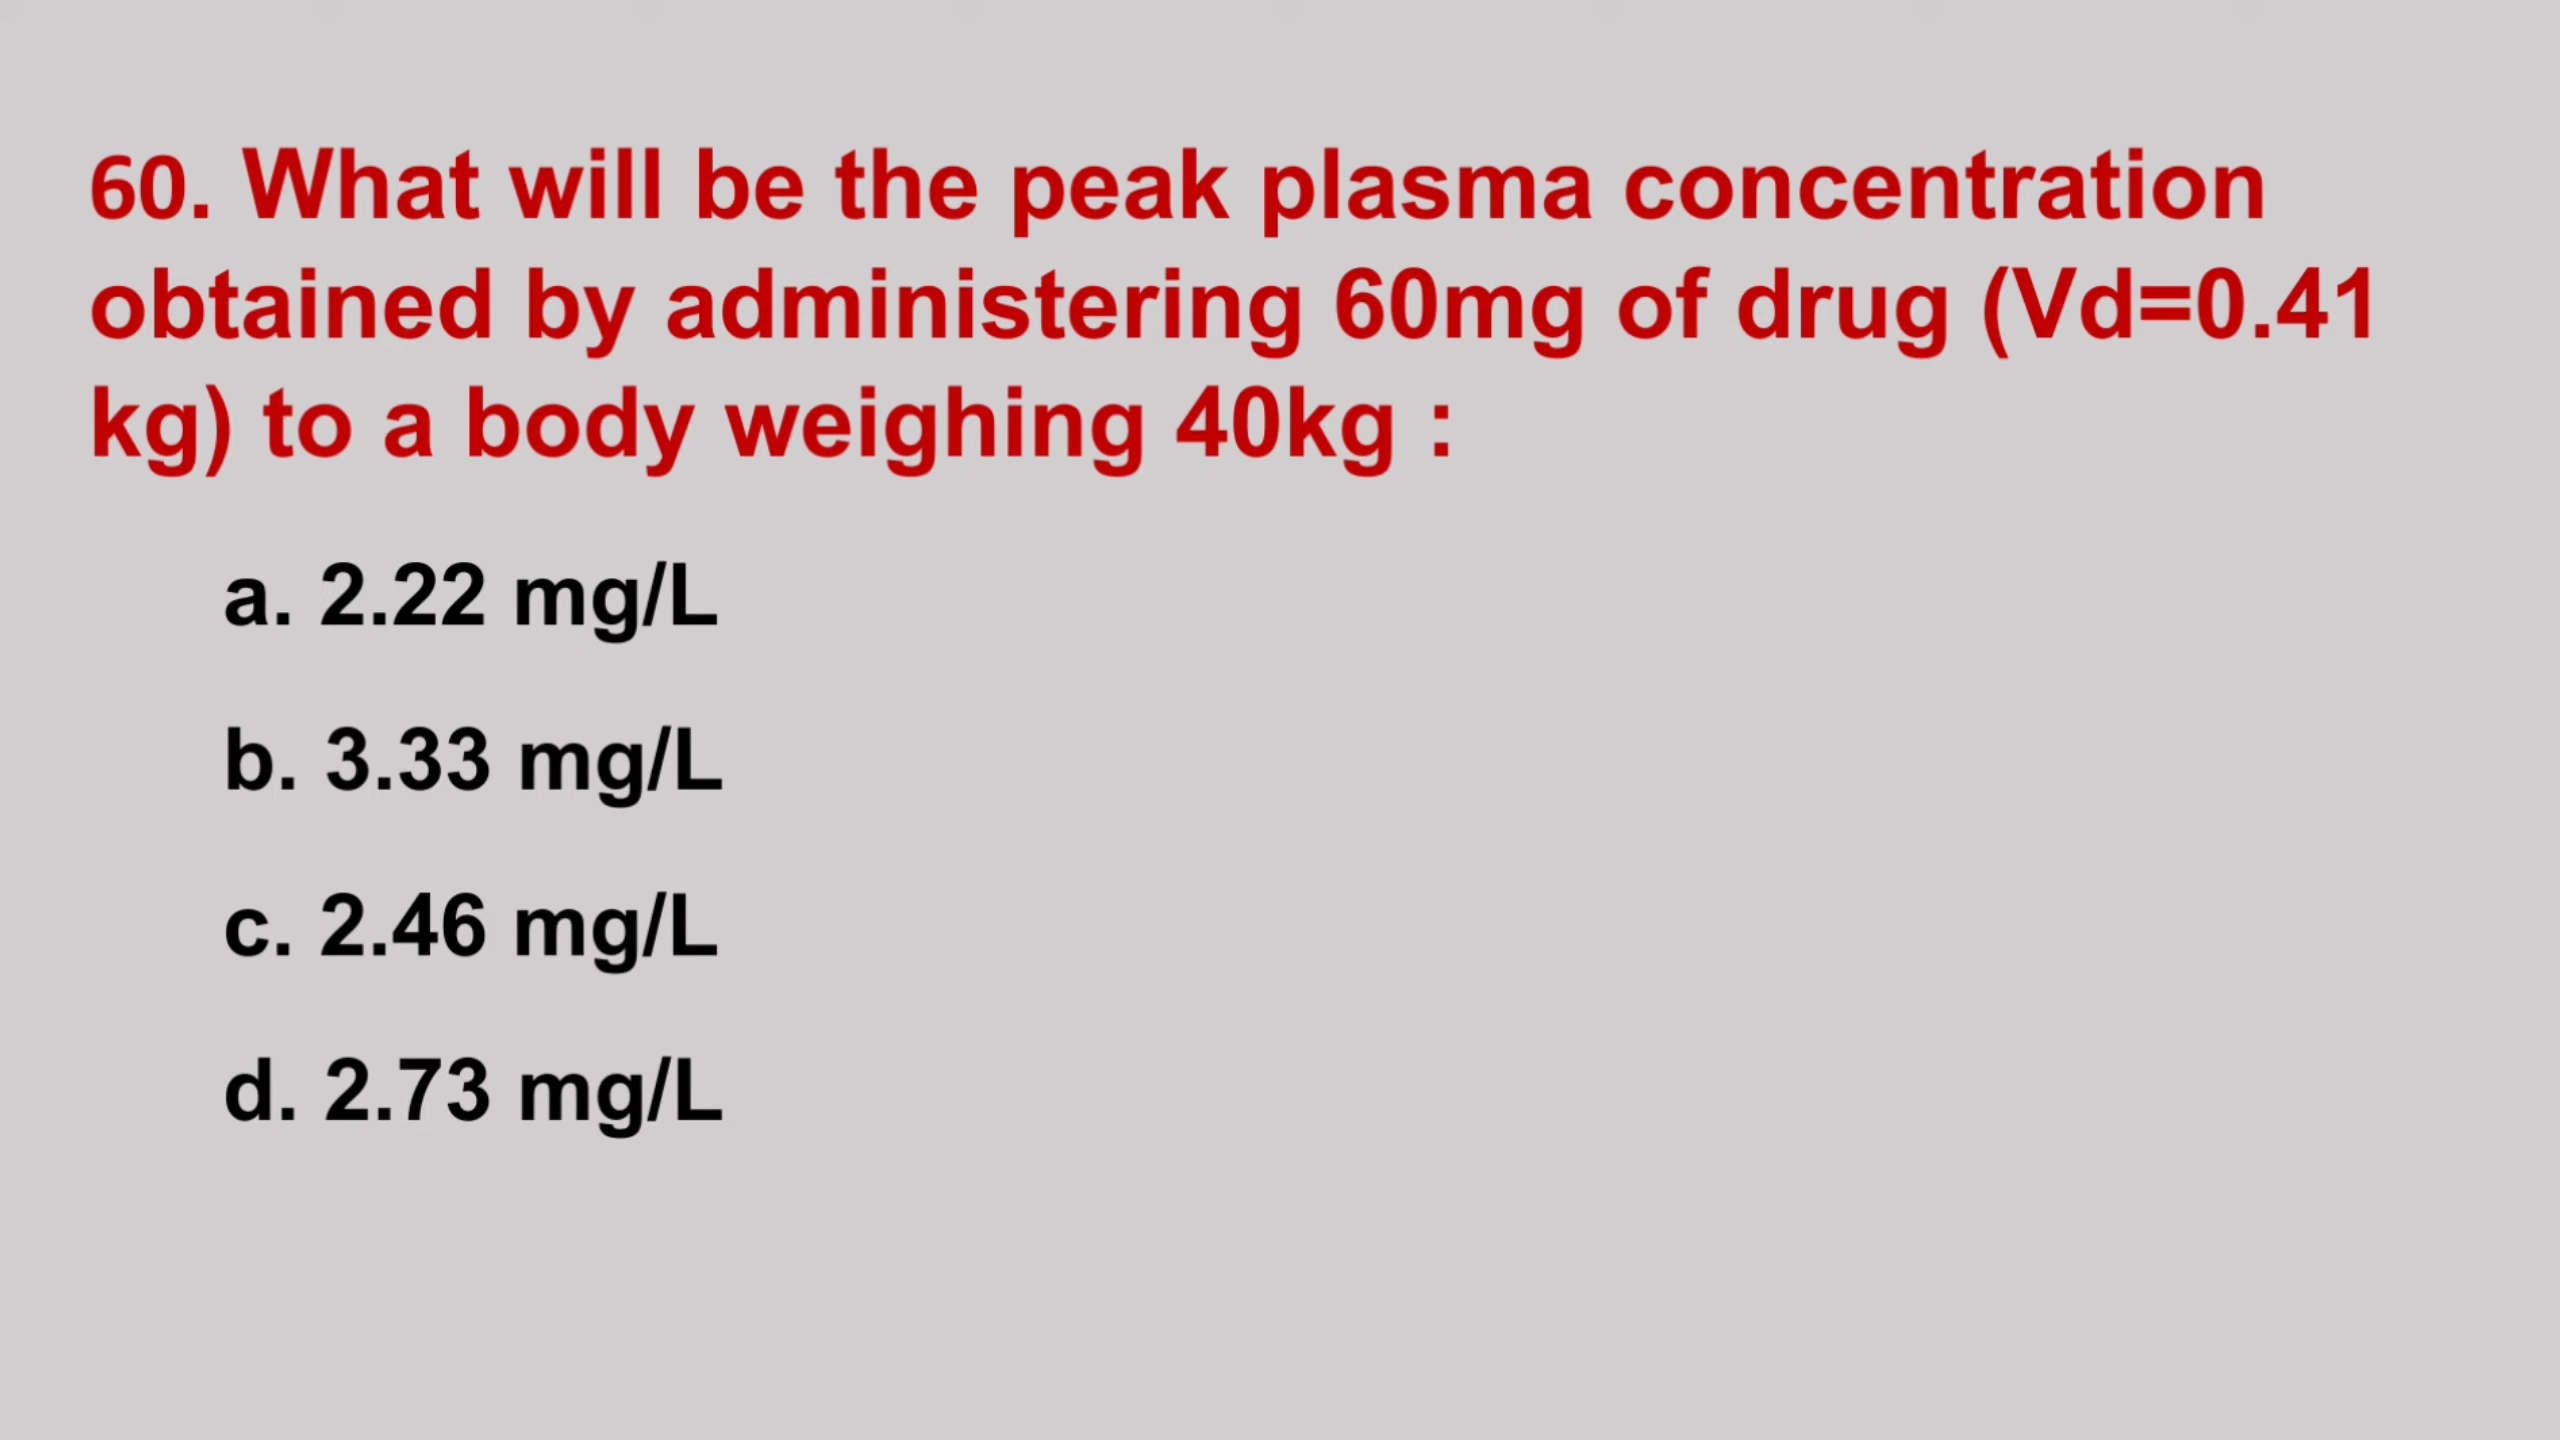 60. What will be the peak plasma concentration
obtained by administering 60mg of drug (Vd=0.41
kg) to a body weighing 40kg :
a. 2.22 mg/L
b. 3.33 mg/L
c. 2.46 mg/L
d. 2.73 mg/L